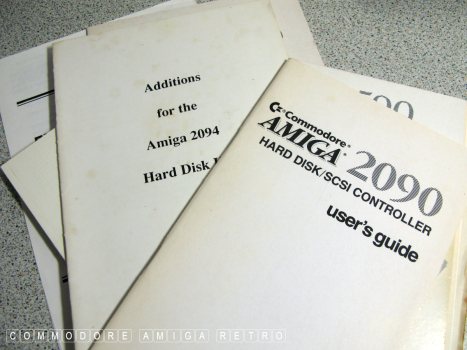 Additions
for the
Amiga 2094
Hard Disk
Commodore®
AMIGA® 2090
HARD DISK/SCSI CONTROLLER
user's guide
COMMODORE AMIGA RETRO